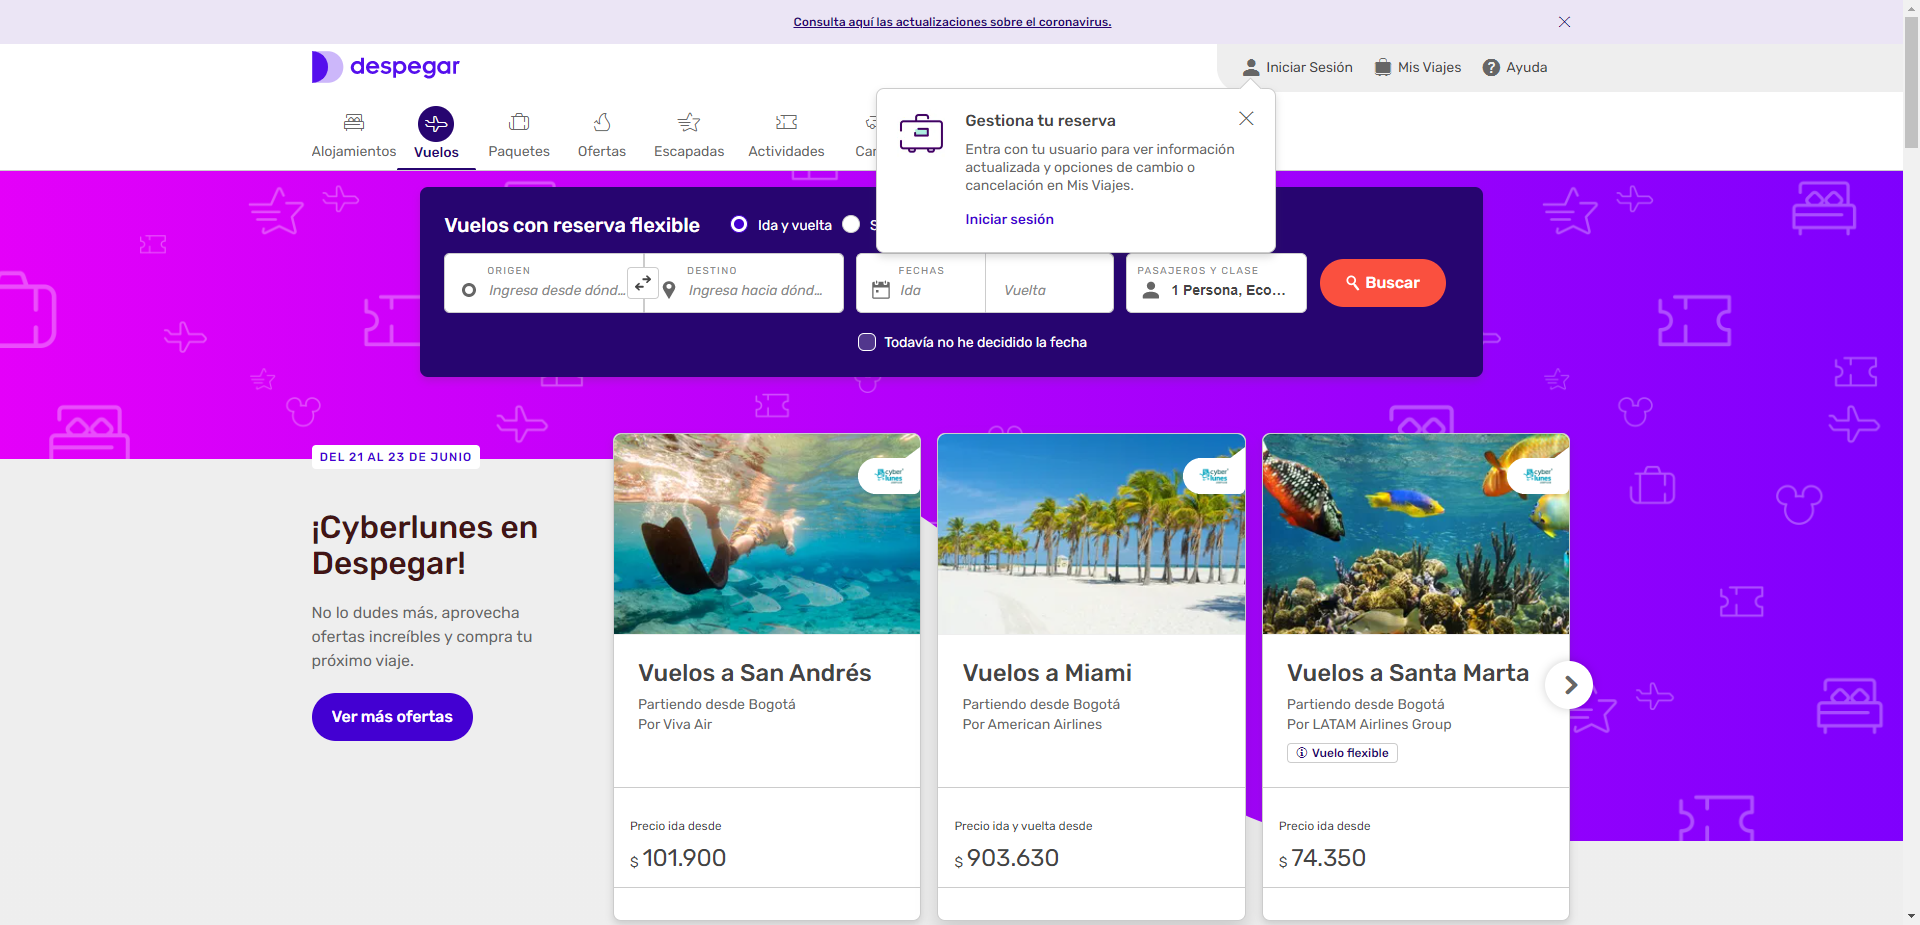 Consulta aquí las actualizaciones sobre el coronavirus.
despegar
Iniciar Sesión
Mis Viajes
Ayuda
Alojamientos
Vuelos
Paquetes
Ofertas
Escapadas
Actividades
Gestiona tu reserva
Entra con tu usuario para ver información
actualizada y opciones de cambio o
cancelación en Mis Viajes.
Iniciar sesión
Vuelos con reserva flexible
Ida y vuelta
ORIGEN
Ingresa desde dónd...
DESTINO
Ingresa hacia dónd...
FECHAS
Ida
Vuelta
PASAJEROS Y CLASE
1 Persona, Eco...
Buscar
Todavía no he decidido la fecha
DEL 21 AL 23 DE JUNIO
¡Cyberlunes en
Despegar!
No lo dudes más, aprovecha
ofertas increíbles y compra tu
próximo viaje.
Ver más ofertas
cyber
lunes
Vuelos a San Andrés
Partiendo desde Bogotá
Por Viva Air
Precio ida desde
$ 101.900
cyber
lunes
Vuelos a Miami
Partiendo desde Bogotá
Por American Airlines
Precio ida y vuelta desde
$ 903.630
cyber
lunes
Vuelos a Santa Marta
Partiendo desde Bogotá
Por LATAM Airlines Group
Vuelo flexible
Precio ida desde
$ 74.350